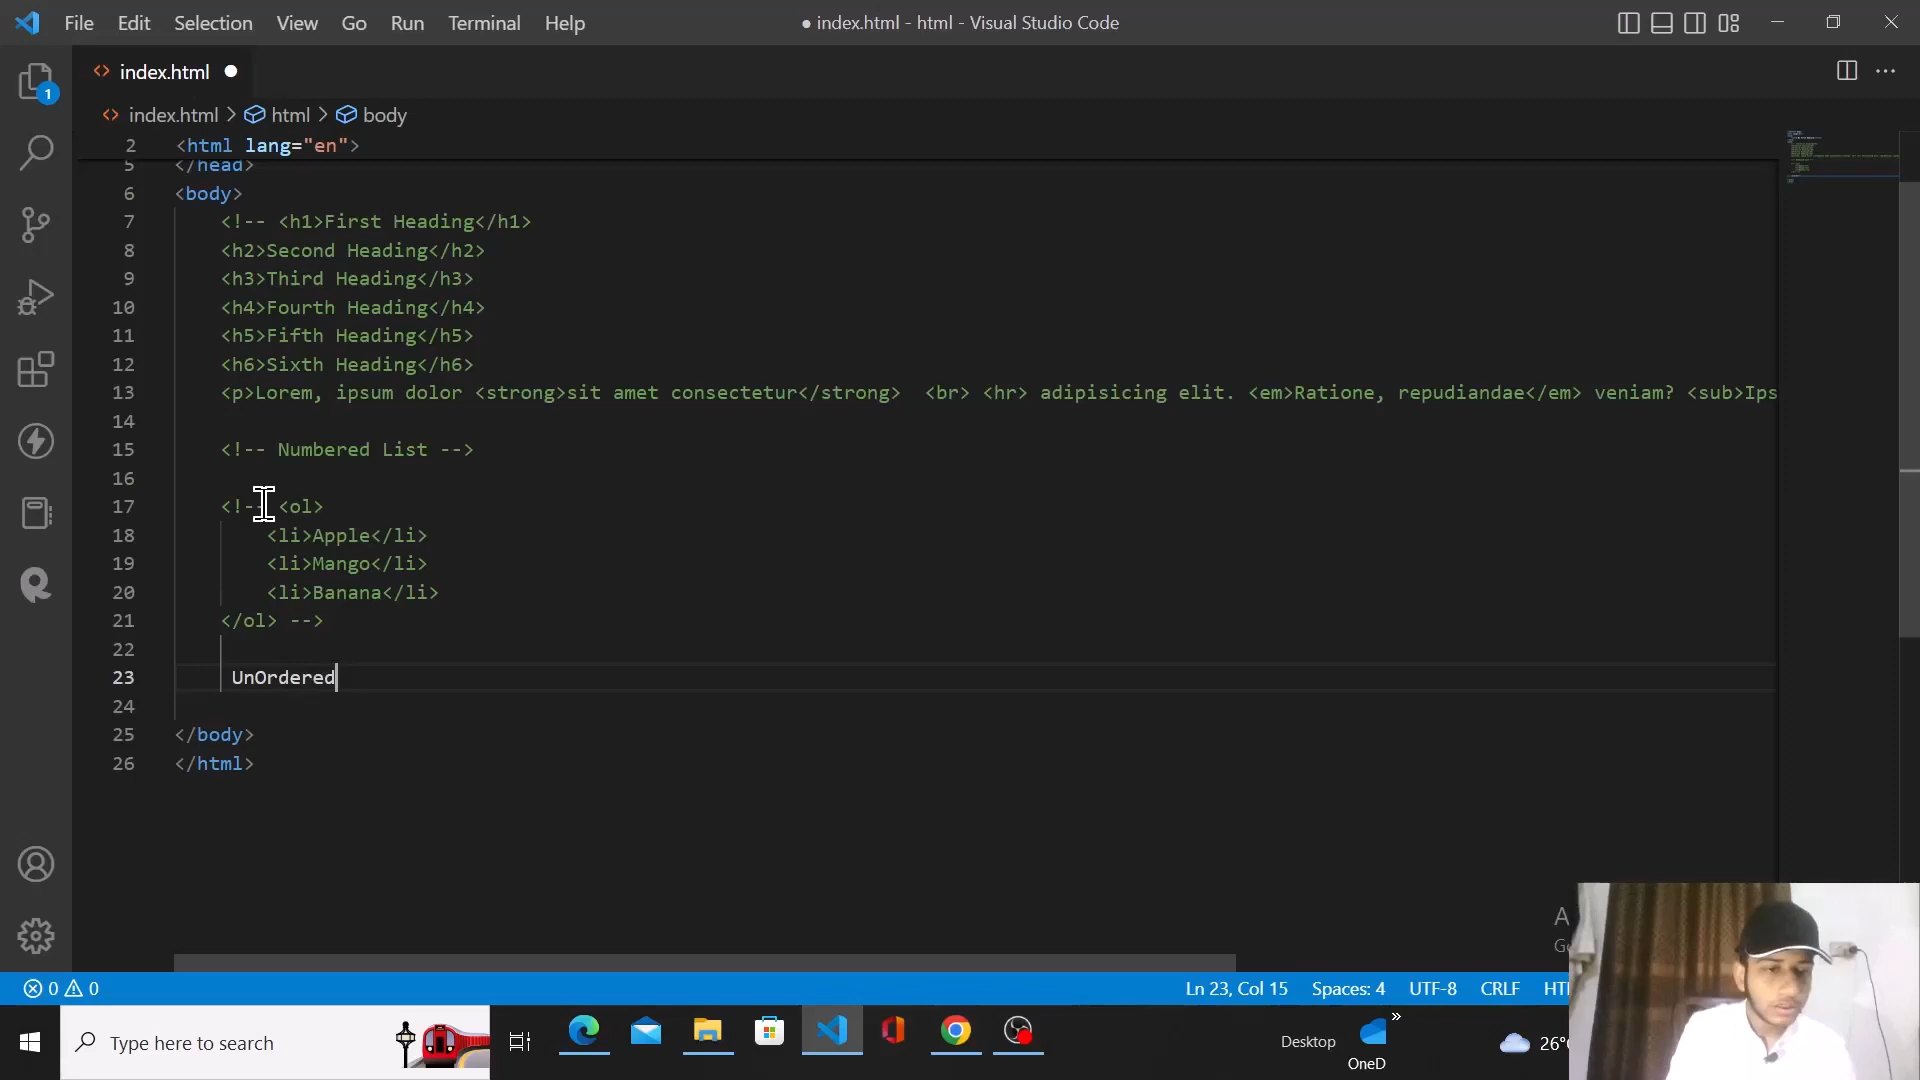 File Edit Selection View Go Run Terminal Help
● index.html - html - Visual Studio Code
index.html
1
index.html > html > body
2 <html lang="en">
5 </head>
6 <body>
7 <!-- <h1>First Heading</h1>
8 <h2>Second Heading</h2>
9 <h3>Third Heading</h3>
10 <h4>Fourth Heading</h4>
11 <h5>Fifth Heading</h5>
12 <h6>Sixth Heading</h6>
13 <p>Lorem, ipsum dolor <strong>sit amet consectetur</strong> <br> <hr> adipisicing elit. <em>Ratione, repudiandae</em> veniam? <sub>Ips
14
15 <!-- Numbered List -->
16
17 <!-- <ol>
18 <li>Apple</li>
19 <li>Mango</li>
20 <li>Banana</li>
21 </ol> -->
22
23 UnOrdered
24
25 </body>
26 </html>
0 0
Ln 23, Col 15 Spaces: 4 UTF-8 CRLF
Type here to search
Desktop
OneD
»
26°